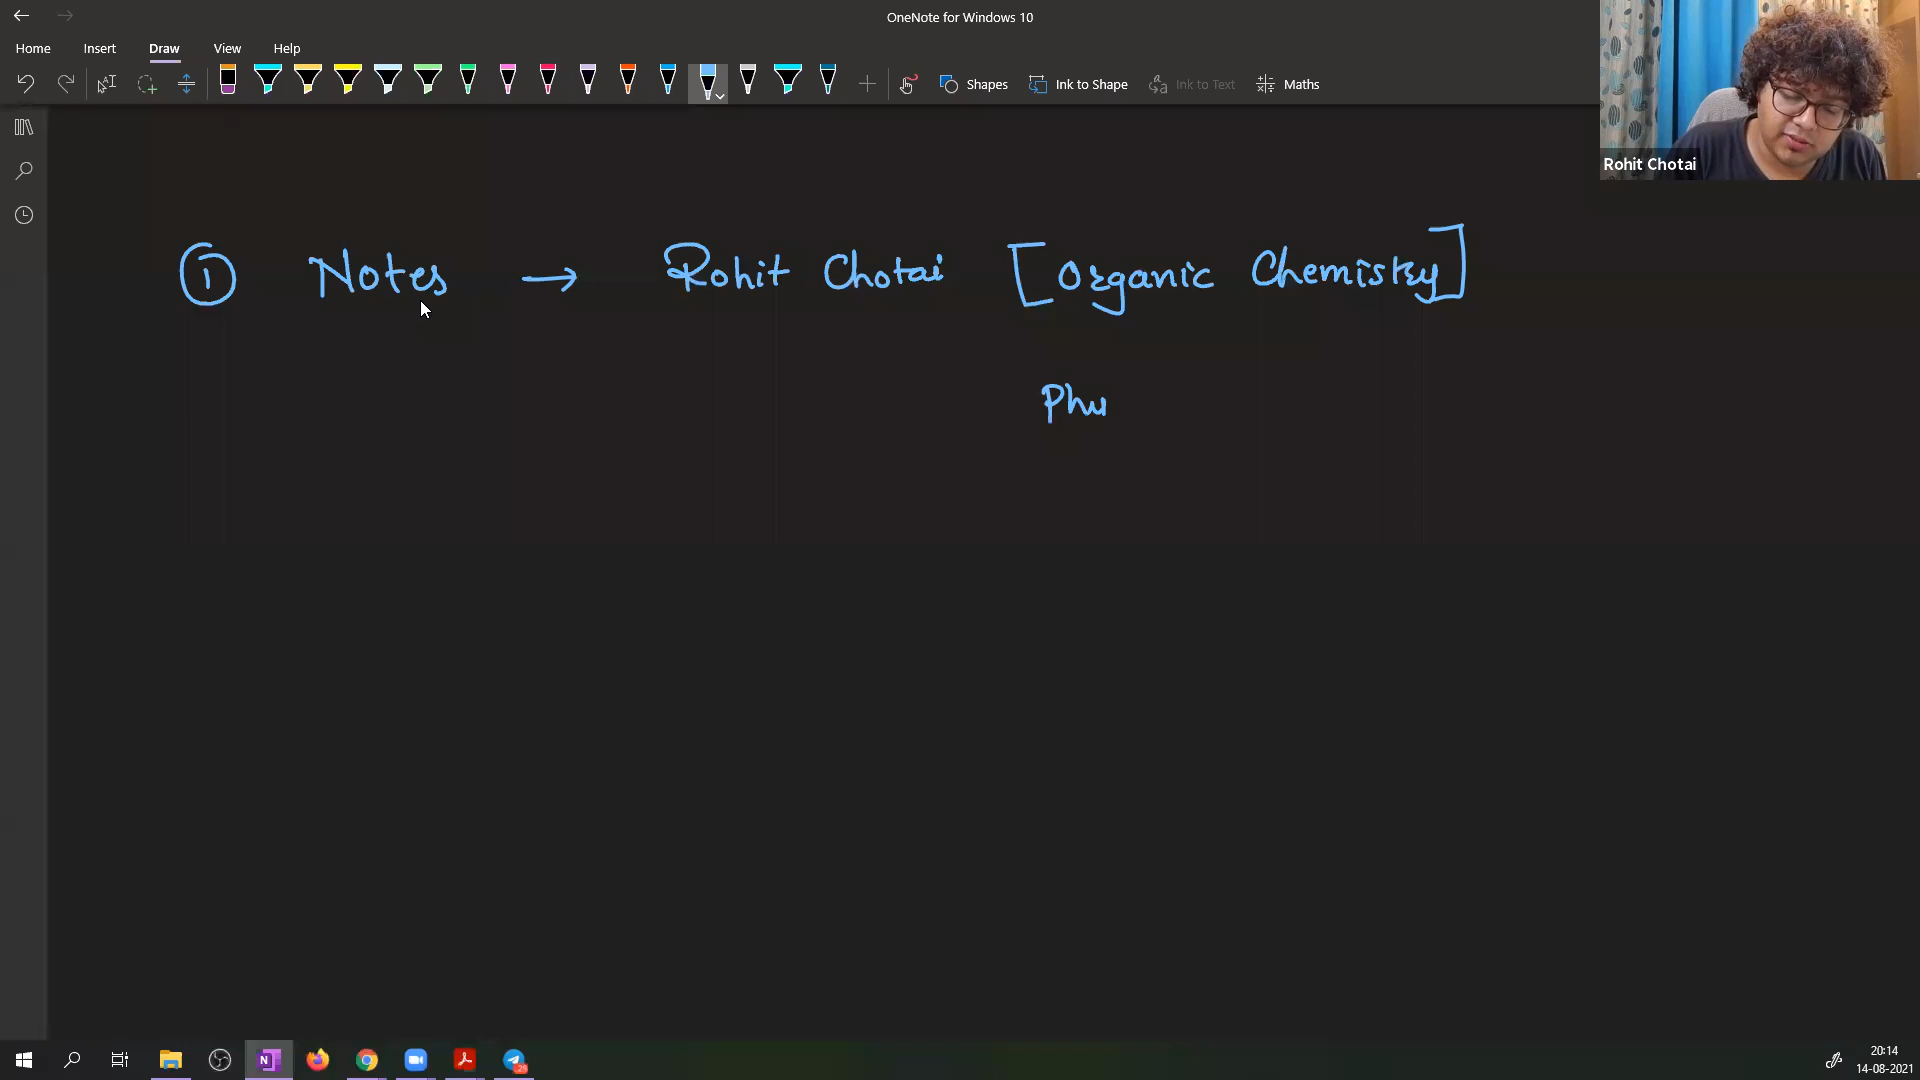 OneNote for Windows 10
Home Insert Draw View Help
Shapes Ink to Shape Ink to Text Maths
Rohit Chotai
① Notes → Rohit Chotai [Organic Chemistry]
Phy
20:14
14-08-2021